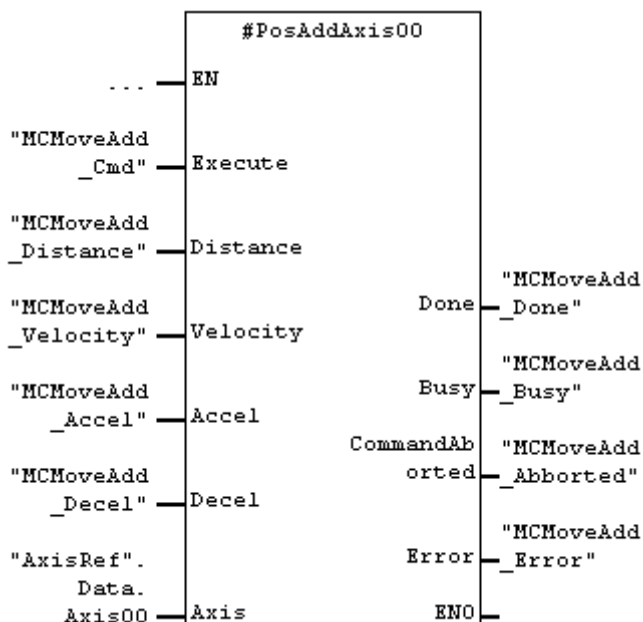 #PosAddAxis00
... EN
"MCMoveAdd
_Cmd" Execute
"MCMoveAdd
_Distance" Distance
"MCMoveAdd
_Velocity" Velocity
"MCMoveAdd
_Accel" Accel
"MCMoveAdd
_Decel" Decel
"AxisRef".
Data.
Axis00 Axis
"MCMoveAdd
Done _Done"
"MCMoveAdd
Busy _Busy"
CommandAb "MCMoveAdd
orted _Abborted"
"MCMoveAdd
Error _Error"
ENO